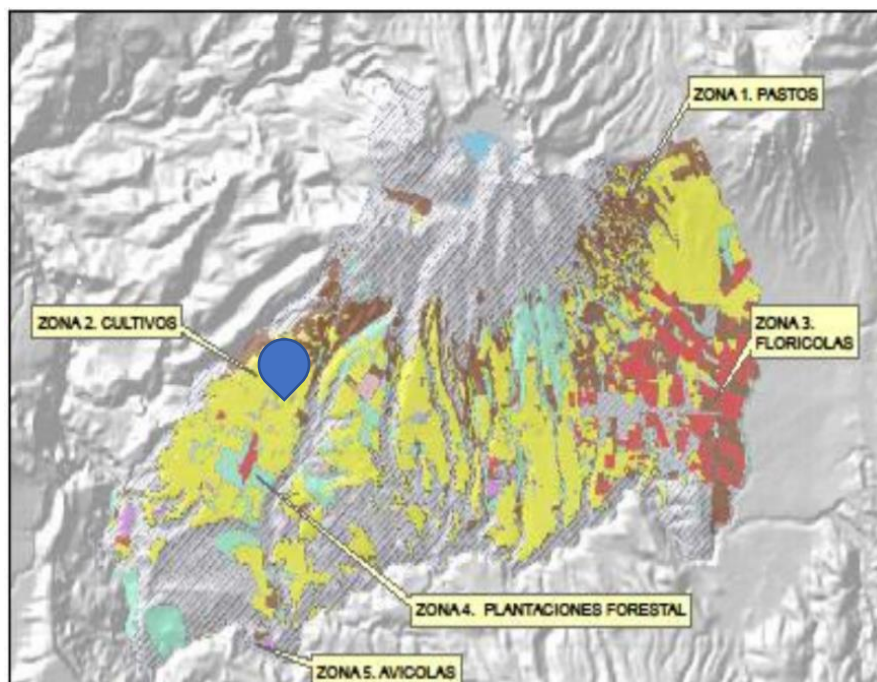 ZONA 1. PASTOS
ZONA 2. CULTIVOS
ZONA 3.
FLORICOLAS
ZONA 4. PLANTACIONES FORESTAL
ZONA 5. AVICOLAS